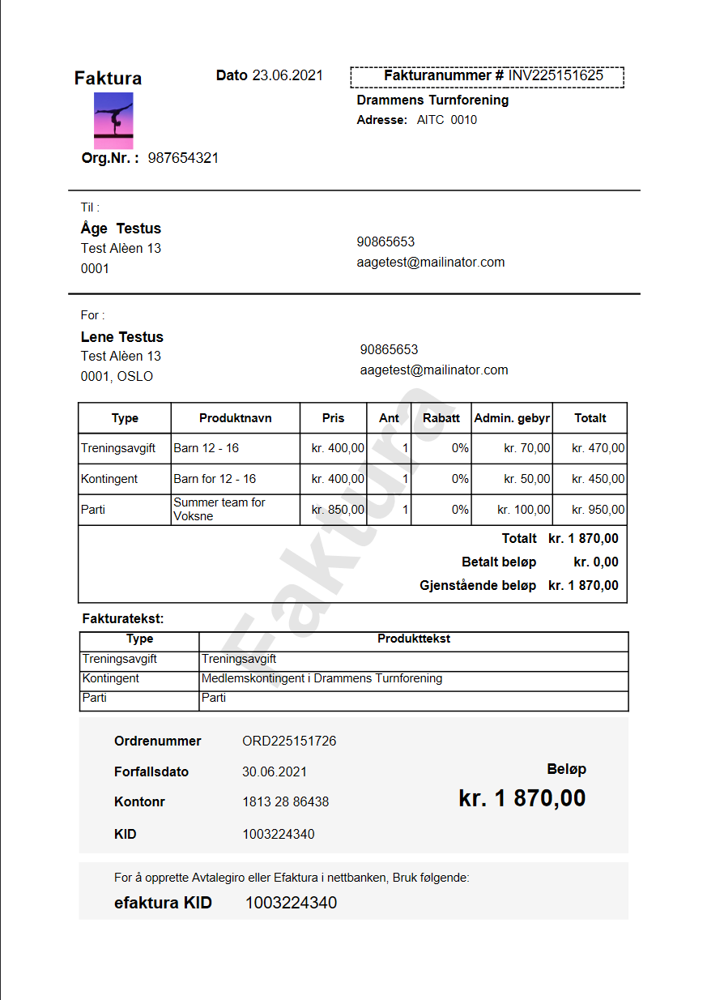 Faktura
Dato 23.06.2021
Fakturanummer # INV225151625
Drammens Turnforening
Adresse: AITC 0010
Org.Nr. : 987654321
Til :
Åge Testus
Test Alèen 13
0001
90865653
aagetest@mailinator.com
For :
Lene Testus
Test Alèen 13
0001, OSLO
90865653
aagetest@mailinator.com
Type Produktnavn Pris Ant Rabatt Admin. gebyr Totalt
Treningsavgift Barn 12 - 16 kr. 400,00 1 0% kr. 70,00 kr. 470,00
Kontingent Barn for 12 - 16 kr. 400,00 1 0% kr. 50,00 kr. 450,00
Parti Summer team for
Voksne kr. 850,00 1 0% kr. 100,00 kr. 950,00
Totalt kr. 1 870,00
Betalt beløp kr. 0,00
Gjenstående beløp kr. 1 870,00
Faktura
Fakturatekst:
Type Produkttekst
Treningsavgift Treningsavgift
Kontingent Medlemskontingent i Drammens Turnforening
Parti Parti
Ordrenummer ORD225151726
Forfallsdato 30.06.2021
Kontonr 1813 28 86438
KID 1003224340
Beløp
kr. 1 870,00
For å opprette Avtalegiro eller Efaktura i nettbanken, Bruk følgende:
efaktura KID 1003224340